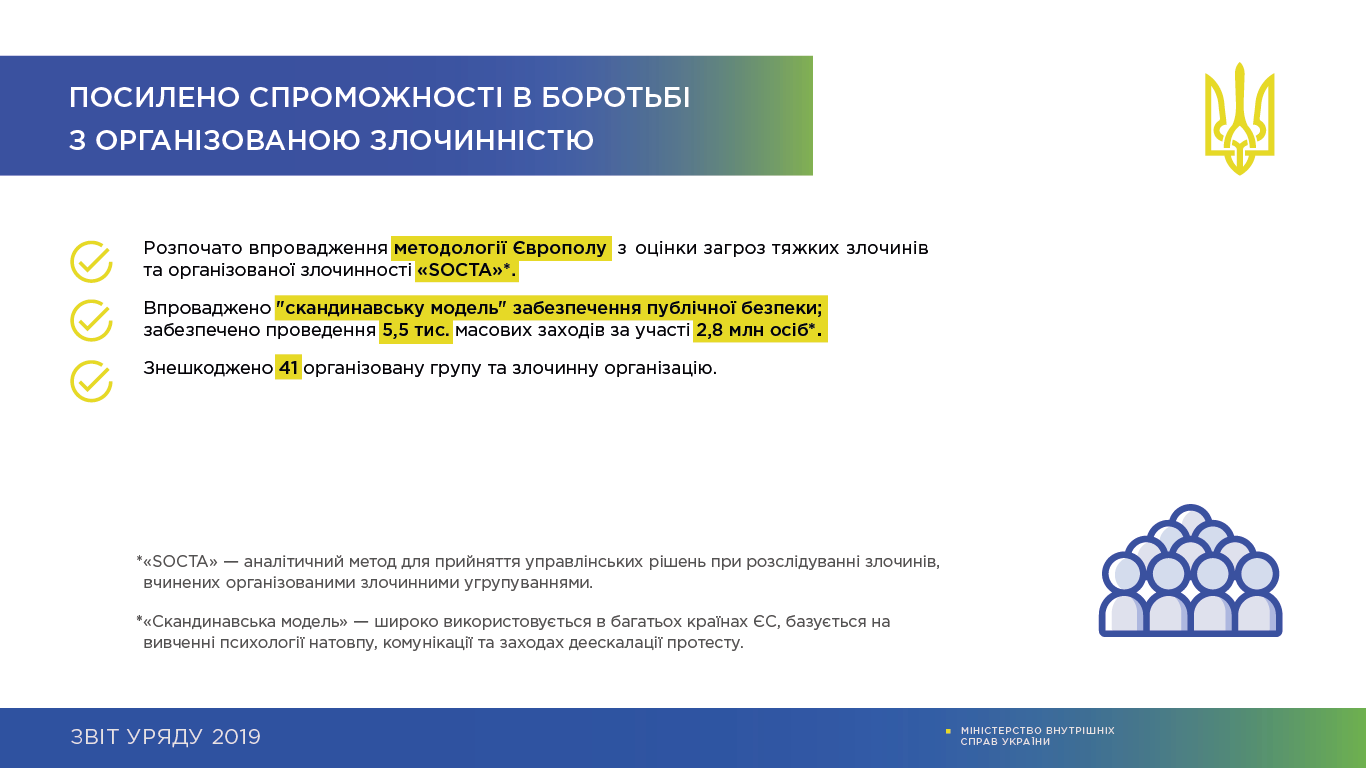 ПОСИЛЕНО СПРОМОЖНОСТІ В БОРОТЬБІ
З ОРГАНІЗОВАНОЮ ЗЛОЧИННІСТЮ
Розпочато впровадження методології Європолу з оцінки загроз тяжких злочинів
та організованої злочинності «SOCTA»*.
Впроваджено "скандинавську модель" забезпечення публічної безпеки;
забезпечено проведення 5,5 тис. масових заходів за участі 2,8 млн осіб*.
Знешкоджено 41 організовану групу та злочинну організацію.
*«SOCTA» — аналітичний метод для прийняття управлінських рішень при розслідуванні злочинів,
вчинених організованими злочинними угрупуваннями.
*«Скандинавська модель» — широко використовується в багатьох країнах ЄС, базується на
вивченні психології натовпу, комунікації та заходах деескалації протесту.
ЗВІТ УРЯДУ 2019
МІНІСТЕРСТВО ВНУТРІШНІХ
СПРАВ УКРАЇНИ